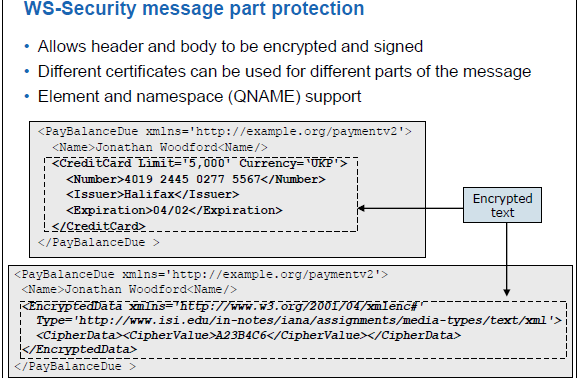 WS-Security message part protection
• Allows header and body to be encrypted and signed
• Different certificates can be used for different parts of the message
• Element and namespace (QNAME) support
<PayBalanceDue xmlns='http://example.org/paymentv2'>
<Name>Jonathan Woodford<Name/>
<CreditCard Limit='5,000' Currency='UKP'>
<Number>4019 2445 0277 5567</Number>
<Issuer>Halifax</Issuer>
<Expiration>04/02</Expiration>
</CreditCard>
</PayBalanceDue >
Encrypted
text
<PayBalanceDue xmlns='http://example.org/paymentv2'>
<Name>Jonathan Woodford<Name/>
<EncryptedData xmlns='http://www.w3.org/2001/04/xmlenc#'
Type='http://www.isi.edu/in-notes/iana/assignments/media-types/text/xml'>
<CipherData><CipherValue>A23B4C6</CipherValue></CipherData>
</EncryptedData>
</PayBalanceDue >